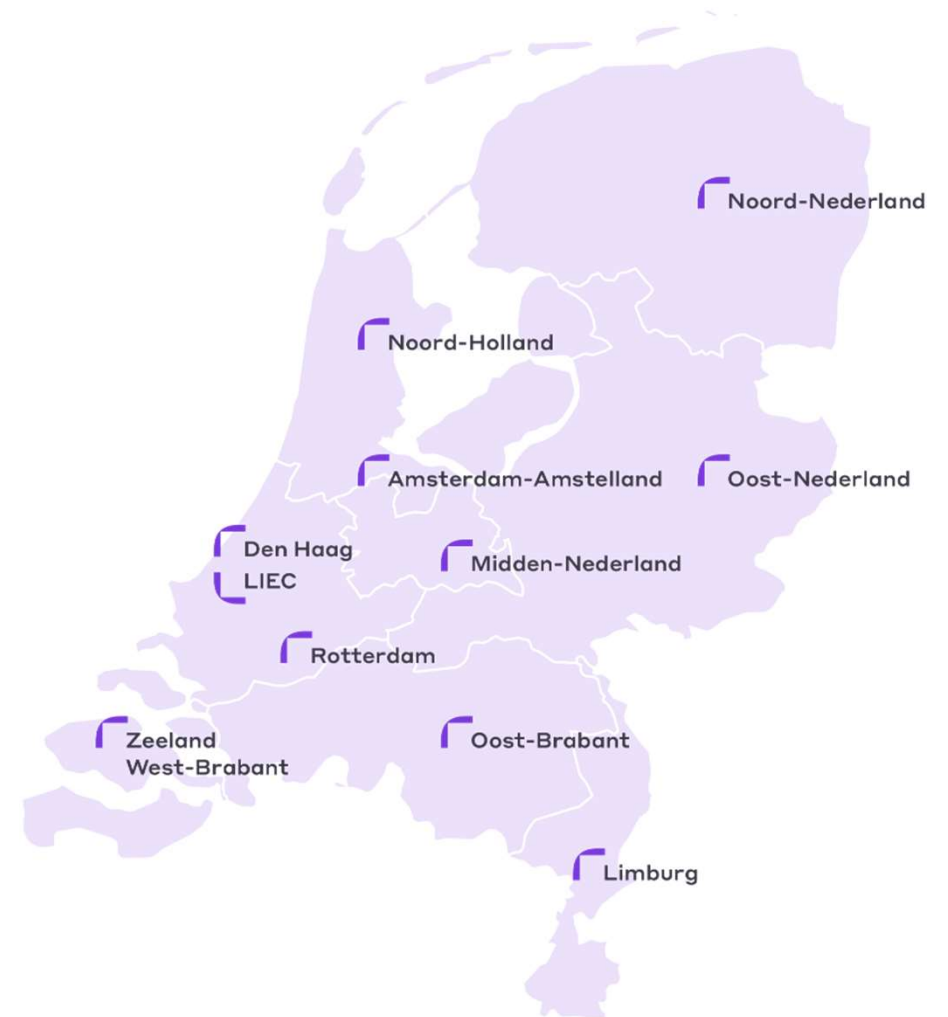 Noord-Nederland
Noord-Holland
Amsterdam-Amstelland
Oost-Nederland
Den Haag
LIEC
Midden-Nederland
Rotterdam
Zeeland
West-Brabant
Oost-Brabant
Limburg